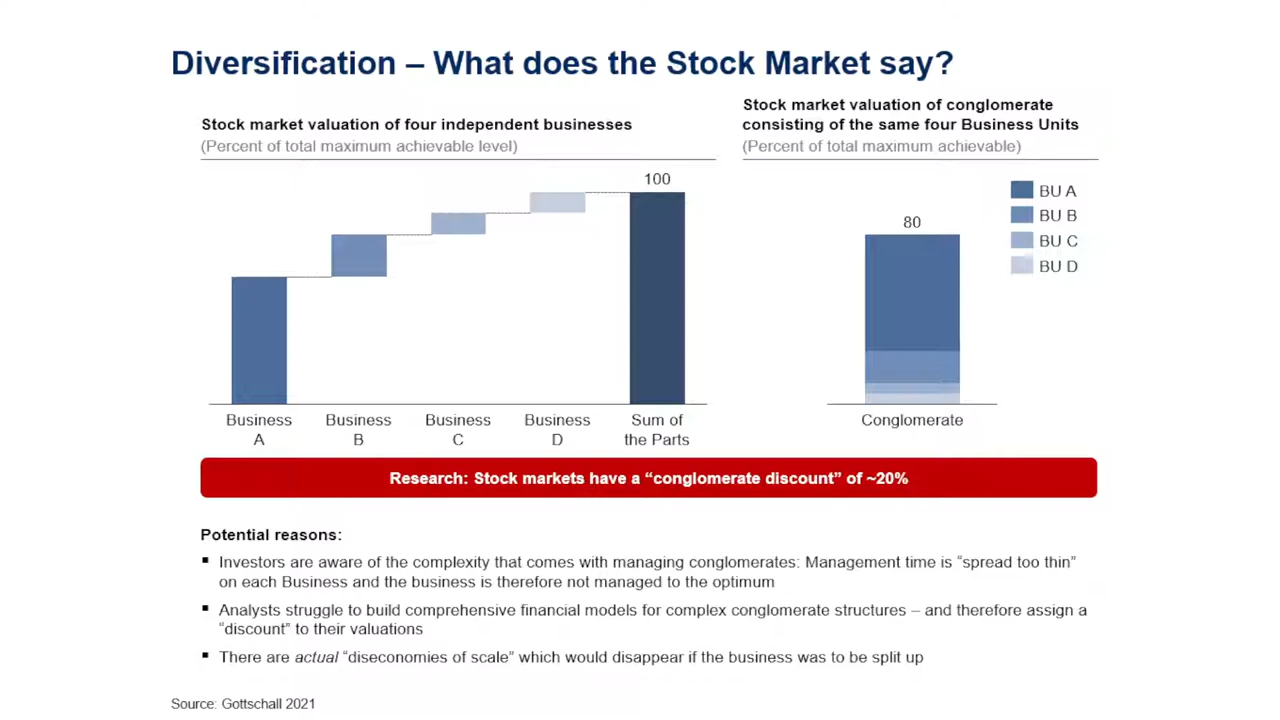 Diversification – What does the Stock Market say?
Stock market valuation of four independent businesses
(Percent of total maximum achievable level)
Stock market valuation of conglomerate
consisting of the same four Business Units
(Percent of total maximum achievable)
100
Business
A
Business
B
Business
C
Business
D
Sum of
the Parts
80
BU A
BU B
BU C
BU D
Conglomerate
Research: Stock markets have a “conglomerate discount” of ~20%
Potential reasons:
▪ Investors are aware of the complexity that comes with managing conglomerates: Management time is “spread too thin”
on each Business and the business is therefore not managed to the optimum
▪ Analysts struggle to build comprehensive financial models for complex conglomerate structures – and therefore assign a
“discount” to their valuations
▪ There are actual “diseconomies of scale” which would disappear if the business was to be split up
Source: Gottschall 2021